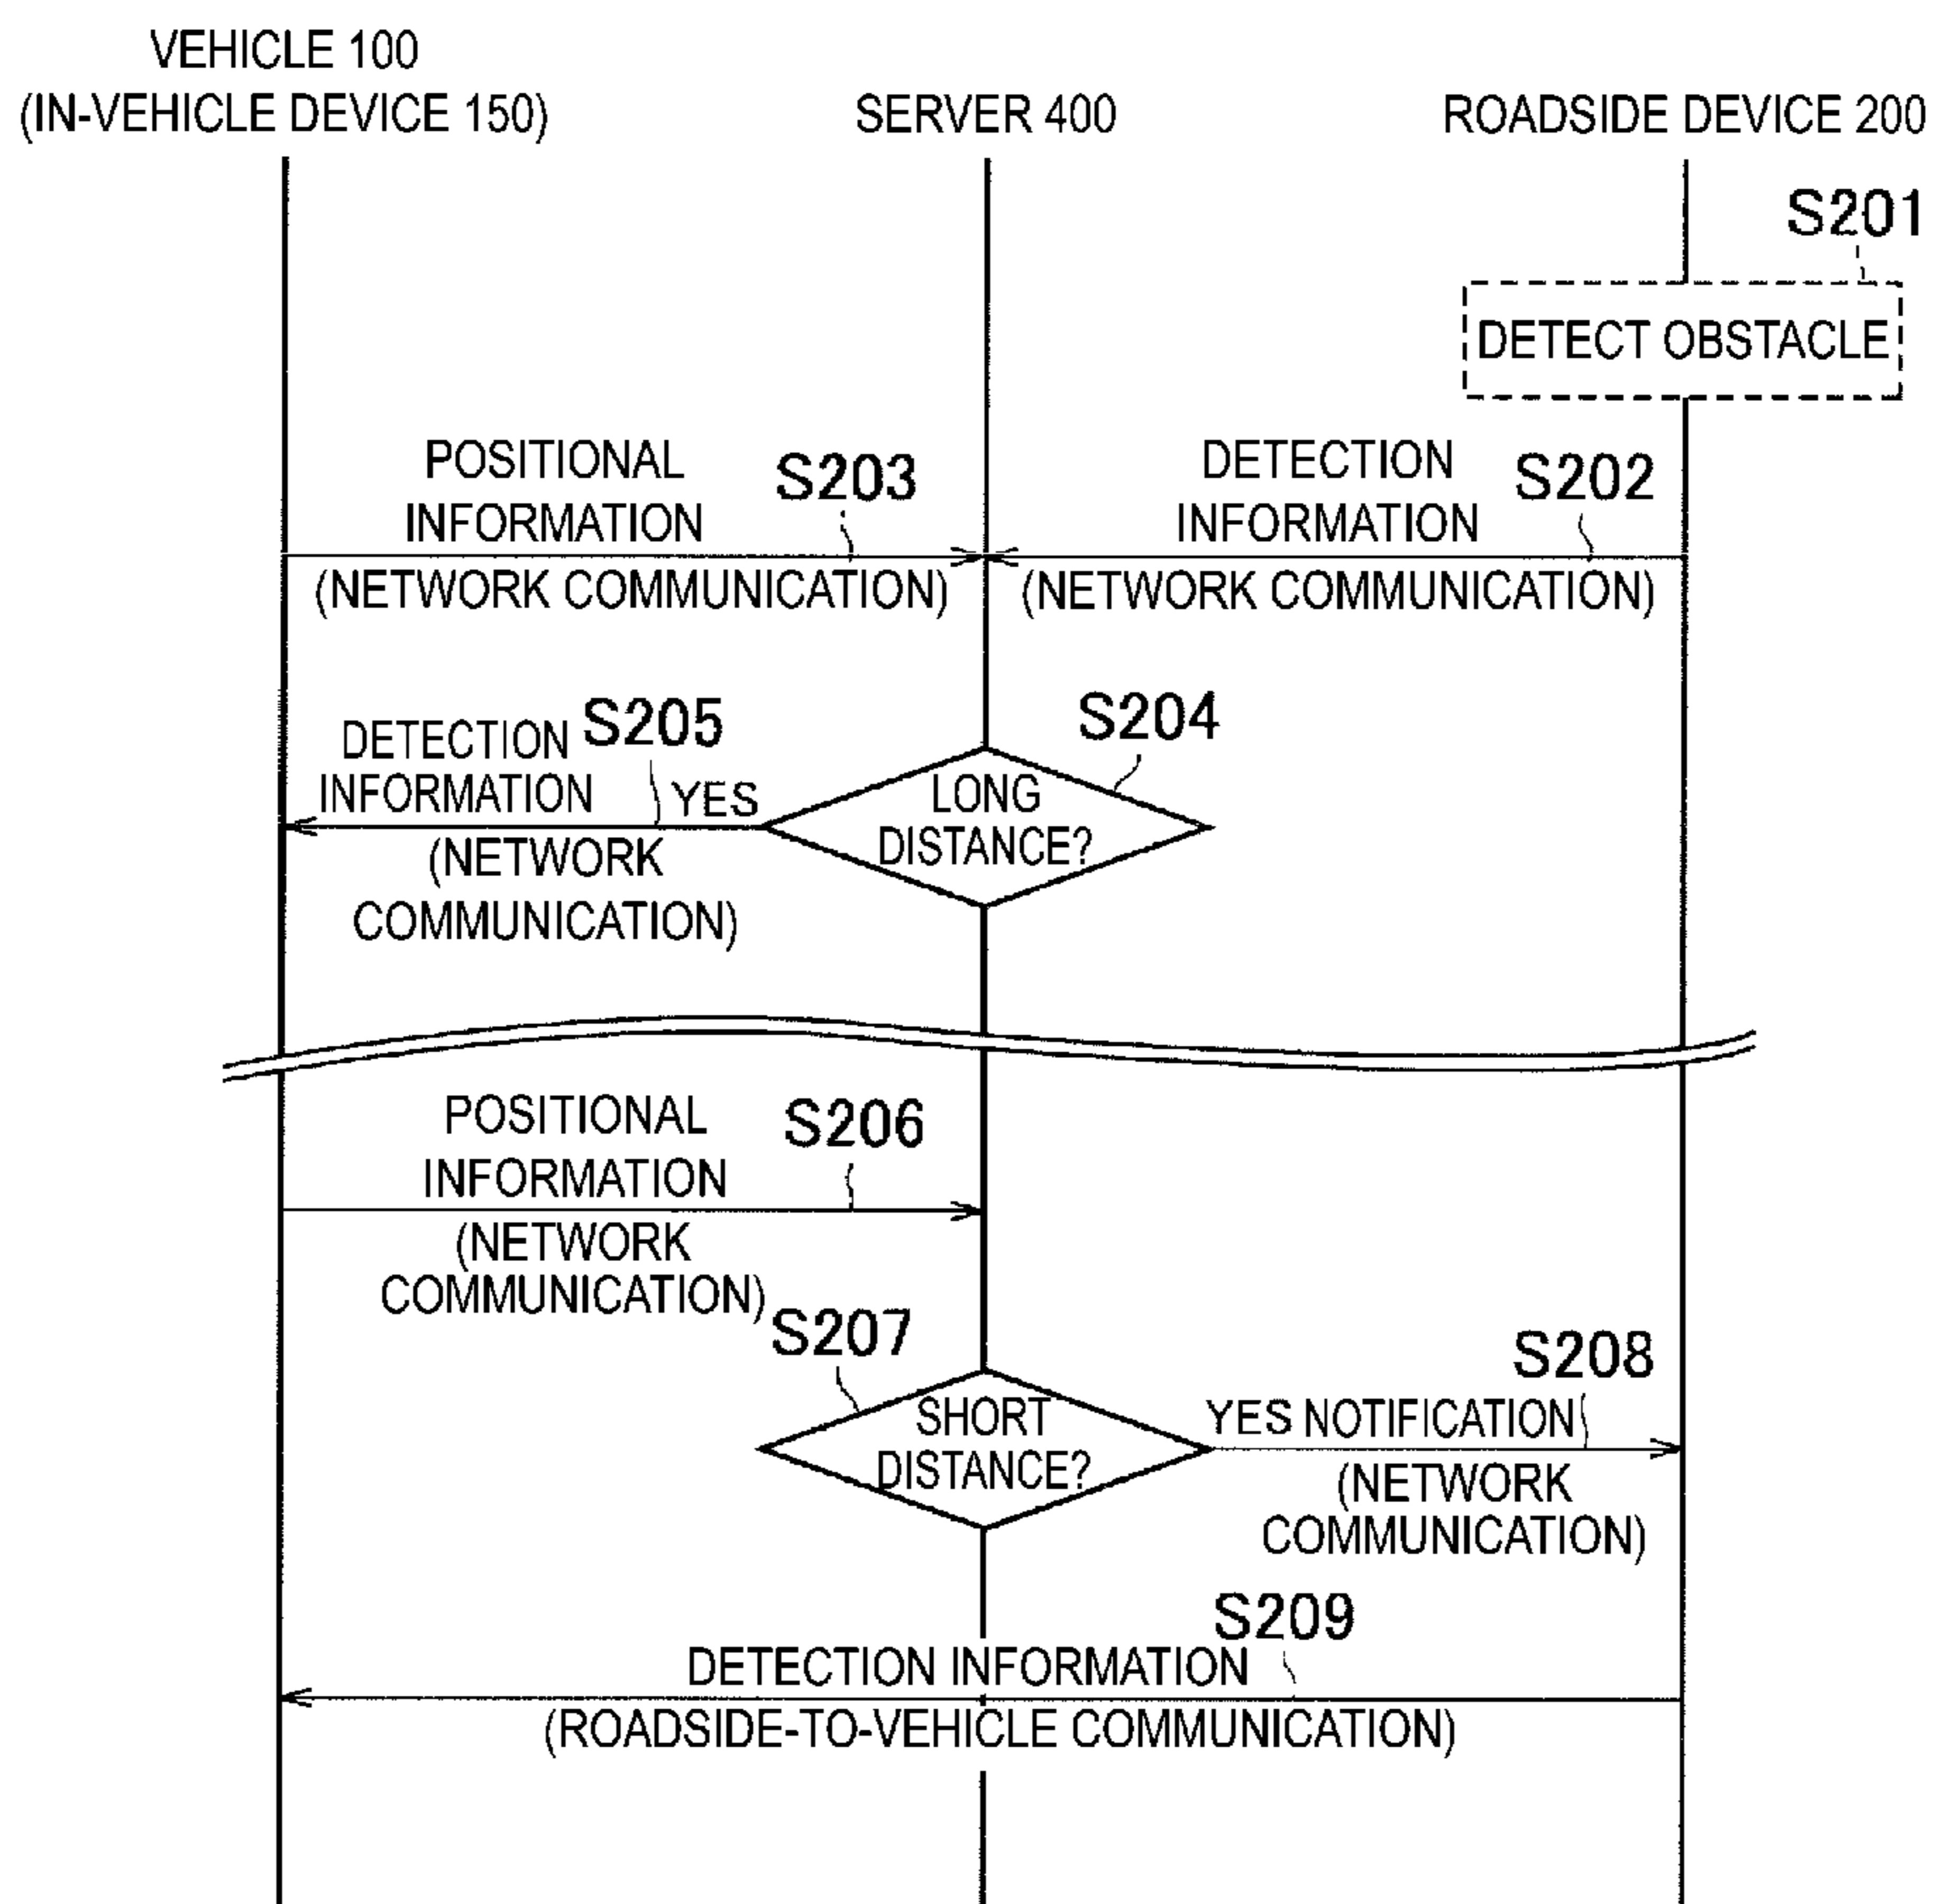 VEHICLE 100
(IN-VEHICLE DEVICE 150)
SERVER 400
ROADSIDE DEVICE 200
S201
DETECT OBSTACLE
POSITIONAL
INFORMATION
S203
(NETWORK COMMUNICATION)
DETECTION
INFORMATION
S202
(NETWORK COMMUNICATION)
DETECTION
INFORMATION
S205
YES
(NETWORK
COMMUNICATION)
S204
LONG
DISTANCE?
POSITIONAL
INFORMATION
S206
(NETWORK
COMMUNICATION)
S207
SHORT
DISTANCE?
S208
YES NOTIFICATION
(NETWORK
COMMUNICATION)
S209
DETECTION INFORMATION
(ROADSIDE-TO-VEHICLE COMMUNICATION)